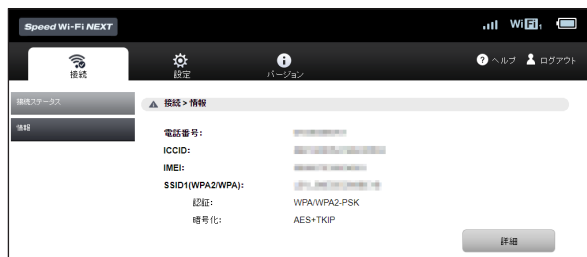 Speed Wi-Fi NEXT
WiFi 1
接続
設定
バージョン
? ヘルプ ログアウト
接続ステータス
情報
接続 > 情報
電話番号:
ICCID:
IMEI:
SSID1(WPA2/WPA):
認証: WPA/WPA2-PSK
暗号化: AES+TKIP
詳細